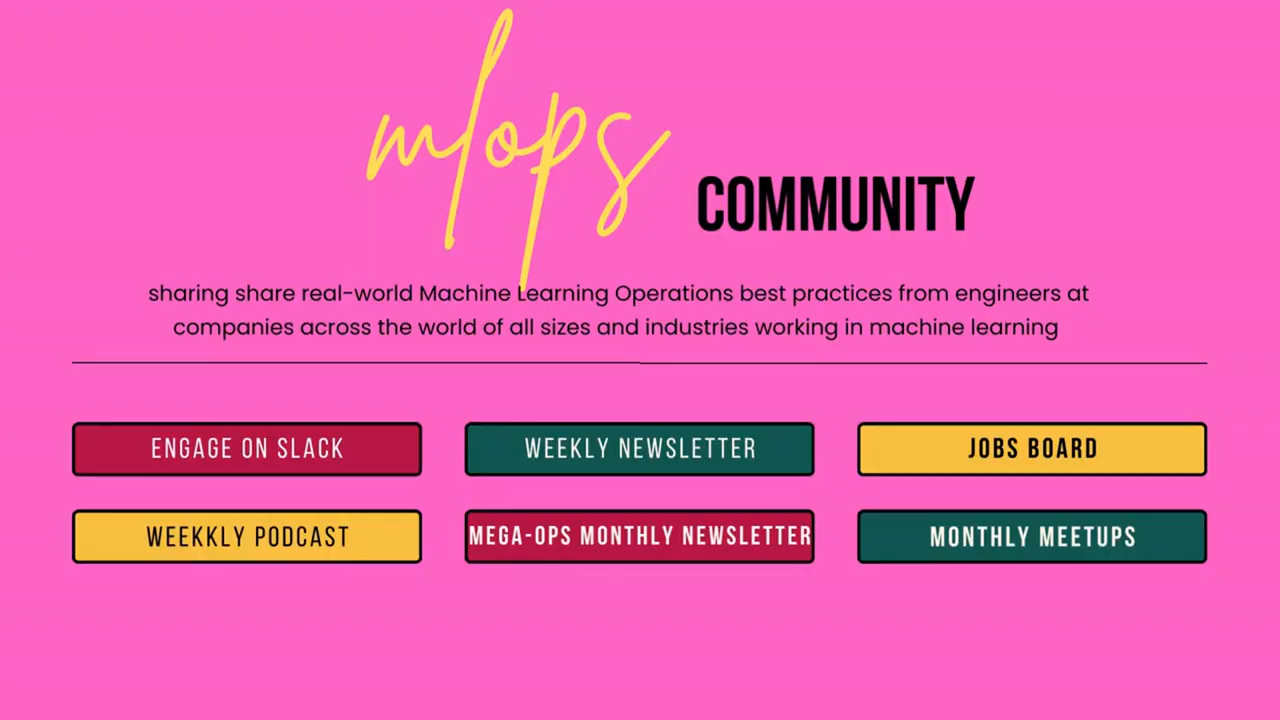 mlops
COMMUNITY
sharing share real-world Machine Learning Operations best practices from engineers at
companies across the world of all sizes and industries working in machine learning
ENGAGE ON SLACK
WEEKLY NEWSLETTER
JOBS BOARD
WEEKKLY PODCAST
MEGA-OPS MONTHLY NEWSLETTER
MONTHLY MEETUPS